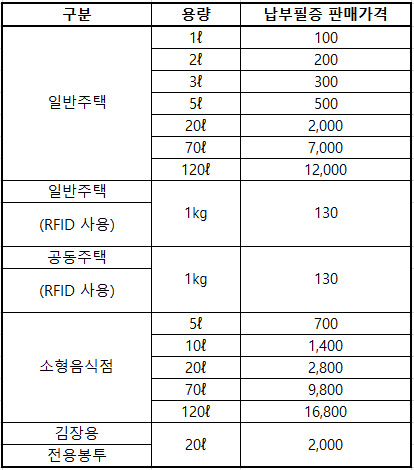 구분 용량 납부필증 판매가격
일반주택 1ℓ 100
2ℓ 200
3ℓ 300
5ℓ 500
20ℓ 2,000
70ℓ 7,000
120ℓ 12,000
일반주택
(RFID 사용) 1kg 130
공동주택
(RFID 사용) 1kg 130
소형음식점 5ℓ 700
10ℓ 1,400
20ℓ 2,800
70ℓ 9,800
120ℓ 16,800
김장용
전용봉투 20ℓ 2,000